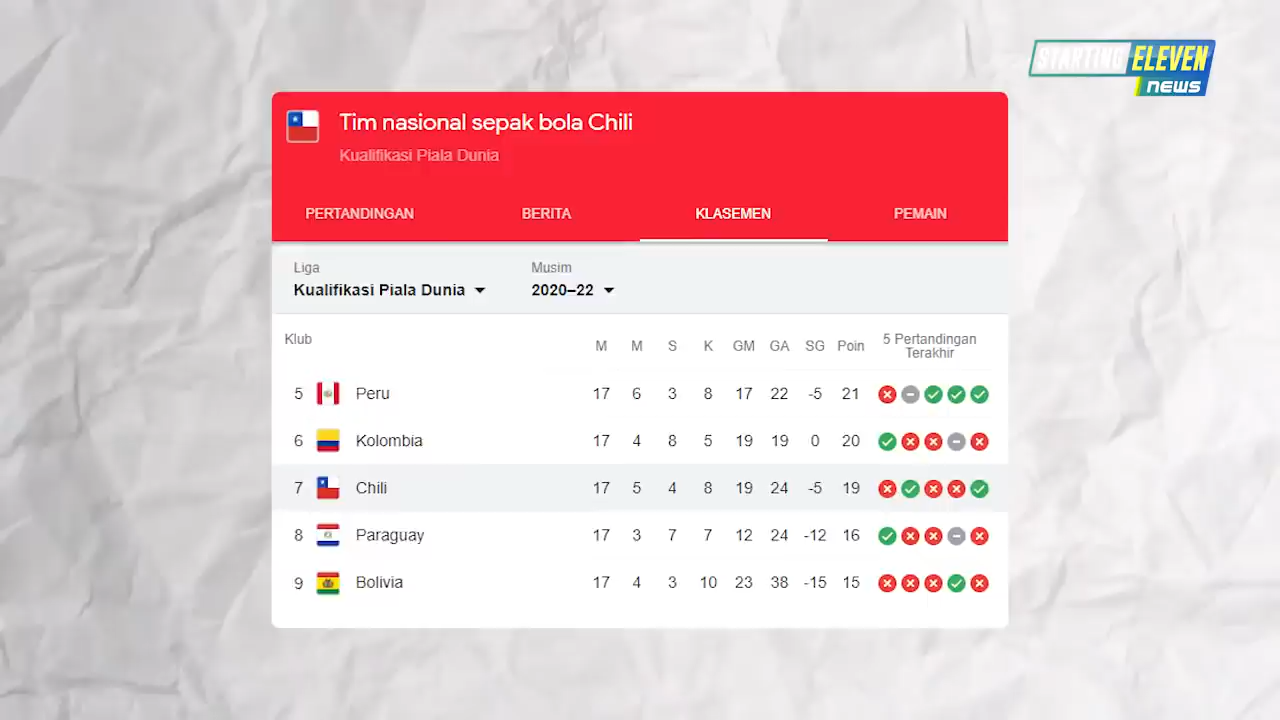 STARTING ELEVEN
NEWS
Tim nasional sepak bola Chili
Kualifikasi Piala Dunia
PERTANDINGAN BERITA KLASEMEN PEMAIN
Liga Musim
Kualifikasi Piala Dunia 2020–22
Klub M M S K GM GA SG Poin 5 Pertandingan
Terakhir
5 Peru 17 6 3 8 17 22 -5 21
6 Kolombia 17 4 8 5 19 19 0 20
7 Chili 17 5 4 8 19 24 -5 19
8 Paraguay 17 3 7 7 12 24 -12 16
9 Bolivia 17 4 3 10 23 38 -15 15